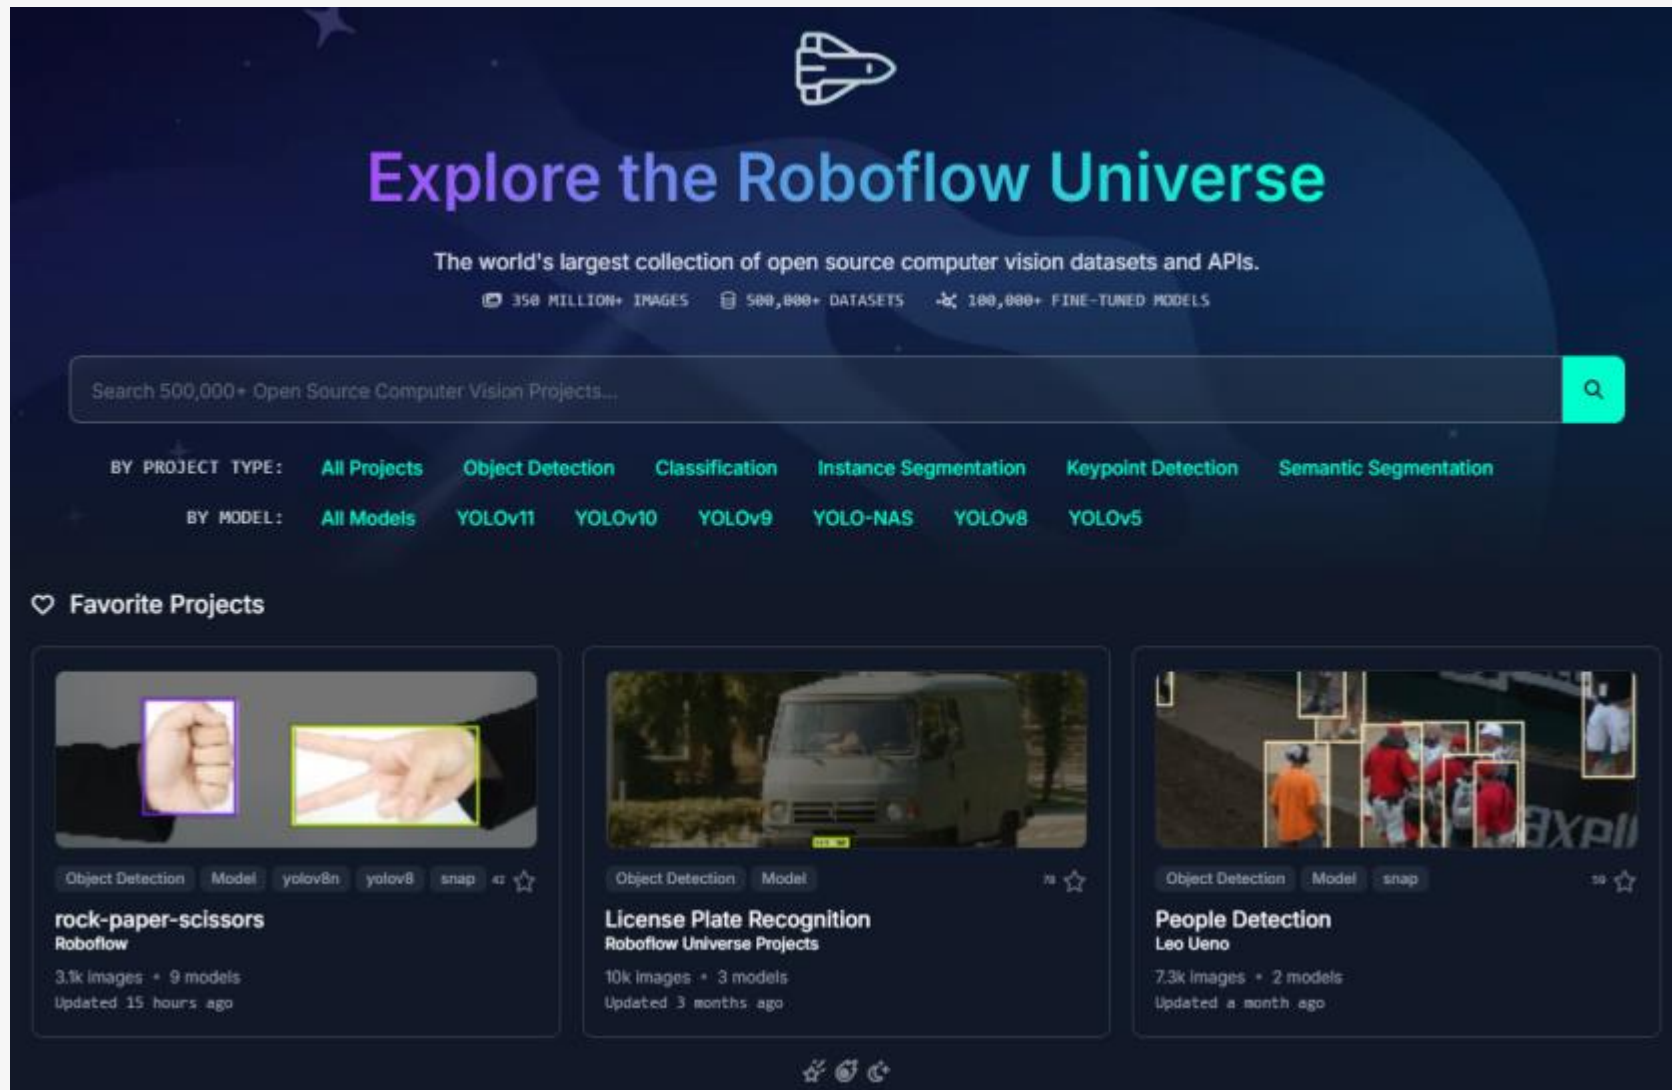 Explore the Roboflow Universe
The world's largest collection of open source computer vision datasets and APIs.
350 MILLION+ IMAGES 500,000+ DATASETS 100,000+ FINE-TUNED MODELS
Search 500,000+ Open Source Computer Vision Projects...
BY PROJECT TYPE: All Projects Object Detection Classification Instance Segmentation Keypoint Detection Semantic Segmentation
BY MODEL: All Models YOLOv11 YOLOv10 YOLOv9 YOLO-NAS YOLOv8 YOLOv5
Favorite Projects
Object Detection Model yolov8n yolov8 snap 42
rock-paper-scissors
Roboflow
3.1k images • 9 models
Updated 15 hours ago
Object Detection Model
License Plate Recognition
Roboflow Universe Projects
10k images • 3 models
Updated 3 months ago
Object Detection Model snap
People Detection
Leo Ueno
7.3k images • 2 models
Updated a month ago